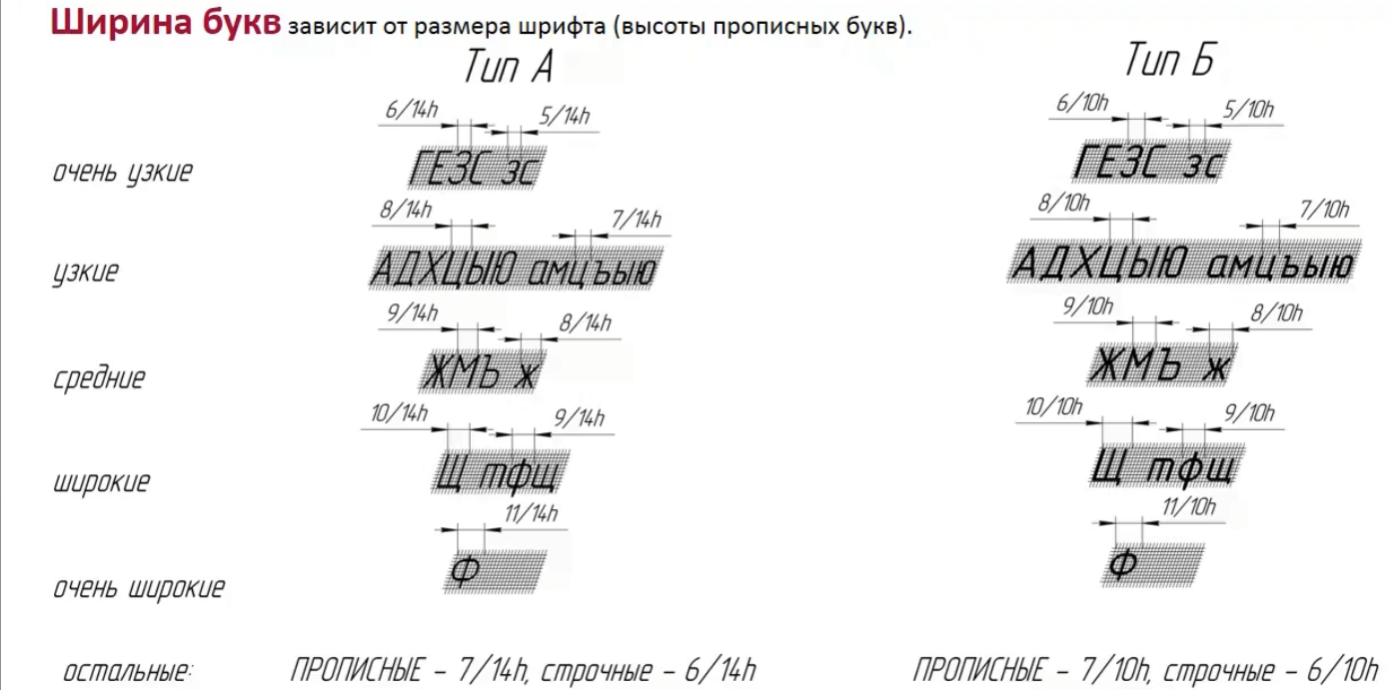 Ширина букв зависит от размера шрифта (высоты прописных букв).
Тип А
Тип Б
6/14h
5/14h
6/10h
5/10h
очень узкие
ГЕЗС зс
ГЕЗС зс
8/14h
7/14h
8/10h
7/10h
узкие
АДХЦЫЮ амцъыю
АДХЦЫЮ амцъыю
9/14h
8/14h
9/10h
8/10h
средние
ЖМЪ ж
ЖМЪ ж
10/14h
9/14h
10/10h
9/10h
широкие
Щ тфщ
Щ тфщ
11/14h
11/10h
очень широкие
Ф
Ф
остальные:
ПРОПИСНЫЕ – 7/14h, строчные – 6/14h
ПРОПИСНЫЕ – 7/10h, строчные – 6/10h